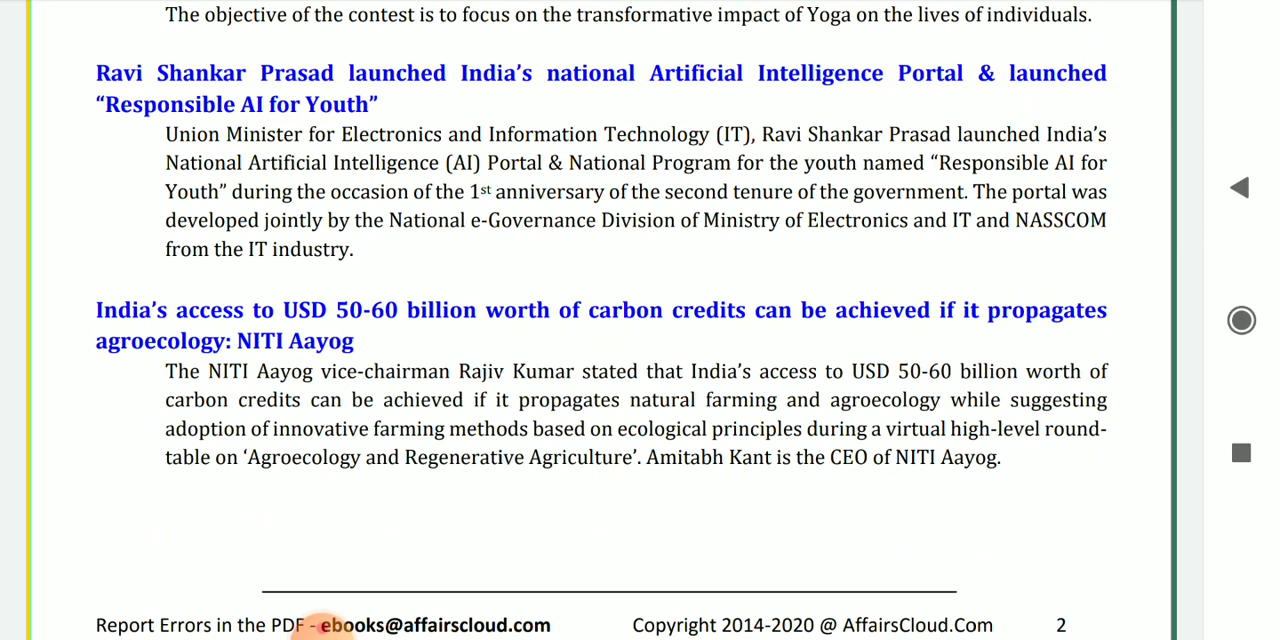 The objective of the contest is to focus on the transformative impact of Yoga on the lives of individuals.
Ravi Shankar Prasad launched India’s national Artificial Intelligence Portal & launched
“Responsible AI for Youth”
Union Minister for Electronics and Information Technology (IT), Ravi Shankar Prasad launched India’s
National Artificial Intelligence (AI) Portal & National Program for the youth named “Responsible AI for
Youth” during the occasion of the 1st anniversary of the second tenure of the government. The portal was
developed jointly by the National e-Governance Division of Ministry of Electronics and IT and NASSCOM
from the IT industry.
India’s access to USD 50-60 billion worth of carbon credits can be achieved if it propagates
agroecology: NITI Aayog
The NITI Aayog vice-chairman Rajiv Kumar stated that India’s access to USD 50-60 billion worth of
carbon credits can be achieved if it propagates natural farming and agroecology while suggesting
adoption of innovative farming methods based on ecological principles during a virtual high-level round-
table on ‘Agroecology and Regenerative Agriculture’. Amitabh Kant is the CEO of NITI Aayog.
Report Errors in the PDF - ebooks@affairscloud.com Copyright 2014-2020 @ AffairsCloud.Com 2